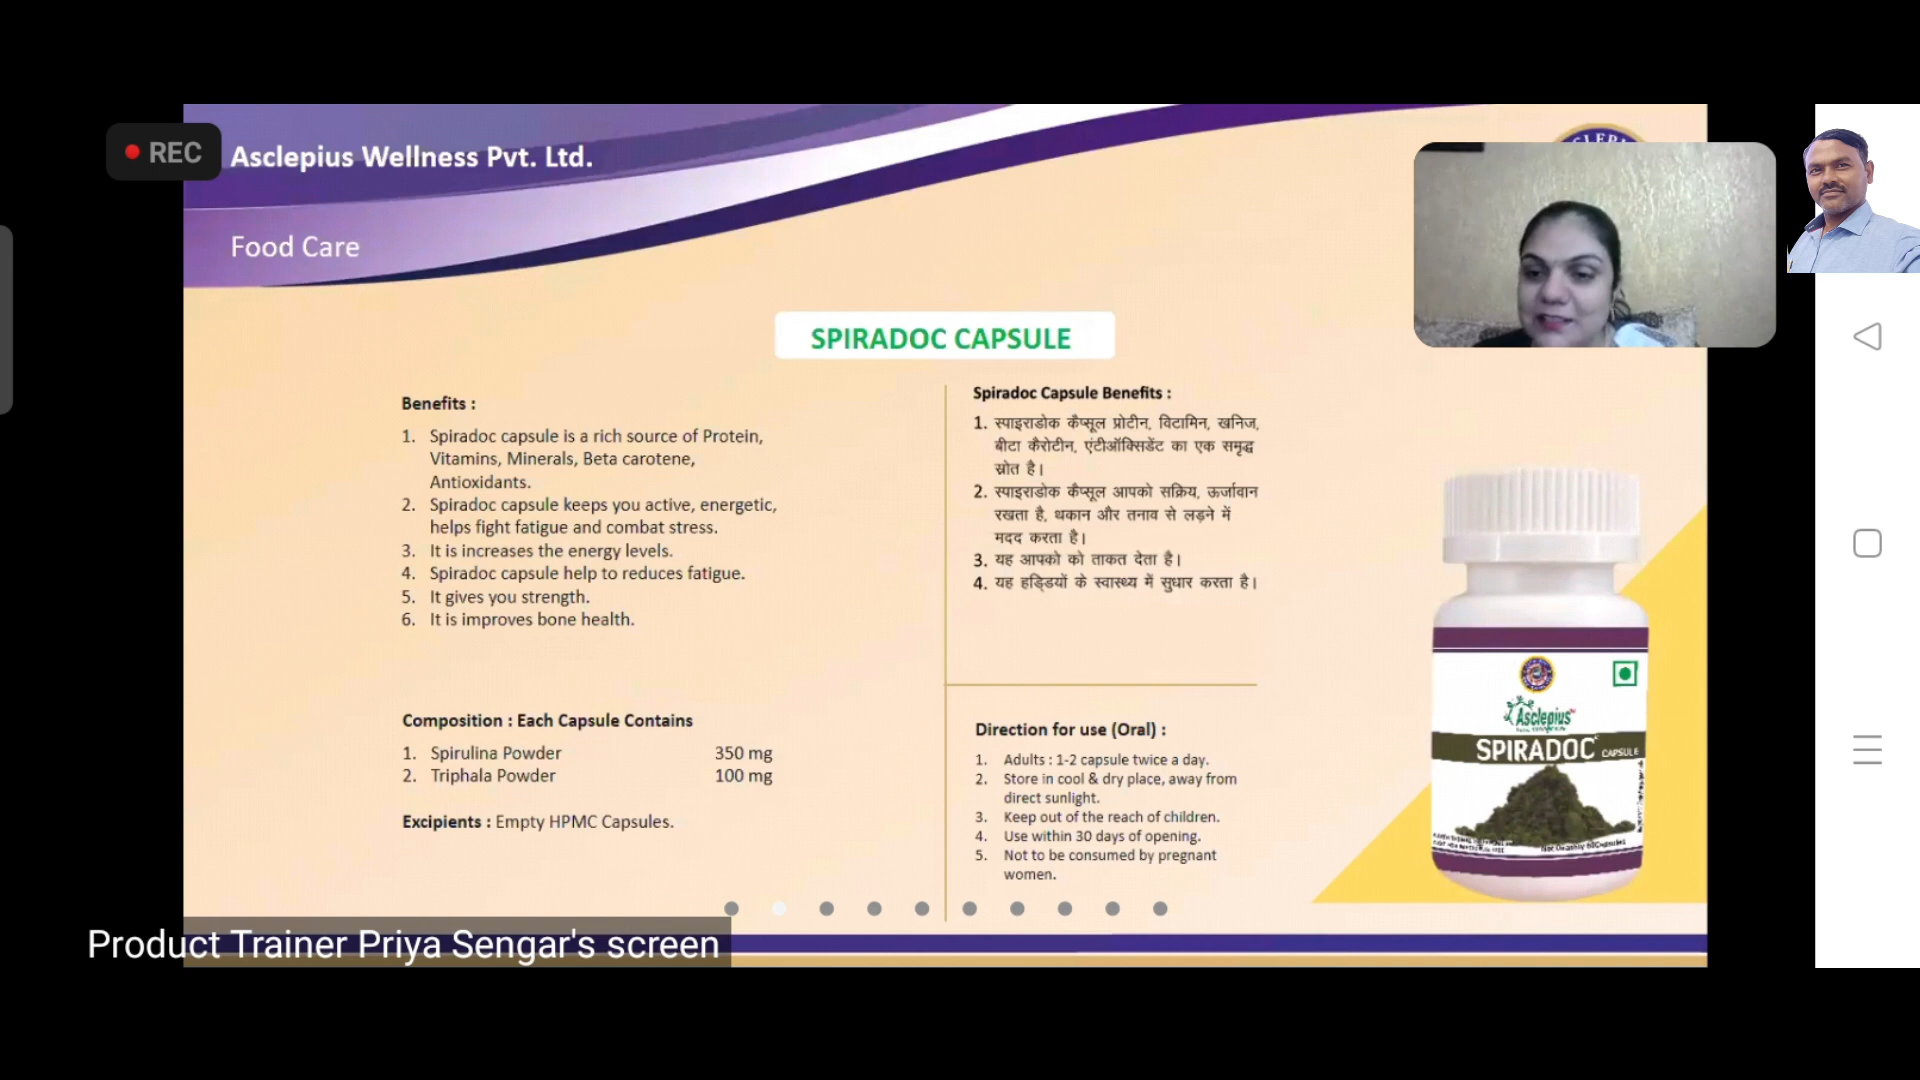 REC
Asclepius Wellness Pvt. Ltd.
Food Care
SPIRADOC CAPSULE
Benefits :
1. Spiradoc capsule is a rich source of Protein,
Vitamins, Minerals, Beta carotene,
Antioxidants.
2. Spiradoc capsule keeps you active, energetic,
helps fight fatigue and combat stress.
3. It is increases the energy levels.
4. Spiradoc capsule help to reduces fatigue.
5. It gives you strength.
6. It is improves bone health.
Composition : Each Capsule Contains
1. Spirulina Powder 350 mg
2. Triphala Powder 100 mg
Excipients : Empty HPMC Capsules.
Spiradoc Capsule Benefits :
1. स्पाइराडोक कैप्सूल प्रोटीन, विटामिन, खनिज,
बीटा कैरोटीन, एंटीऑक्सिडेंट का एक समृद्ध
स्रोत है।
2. स्पाइराडोक कैप्सूल आपको सक्रिय, ऊर्जावान
रखता है, थकान और तनाव से लड़ने में
मदद करता है।
3. यह आपको को ताकत देता है।
4. यह हड्डियों के स्वास्थ्य में सुधार करता है।
Direction for use (Oral) :
1. Adults : 1-2 capsule twice a day.
2. Store in cool & dry place, away from
direct sunlight.
3. Keep out of the reach of children.
4. Use within 30 days of opening.
5. Not to be consumed by pregnant
women.
Asclepius
SPIRADOC CAPSULE
Product Trainer Priya Sengar's screen